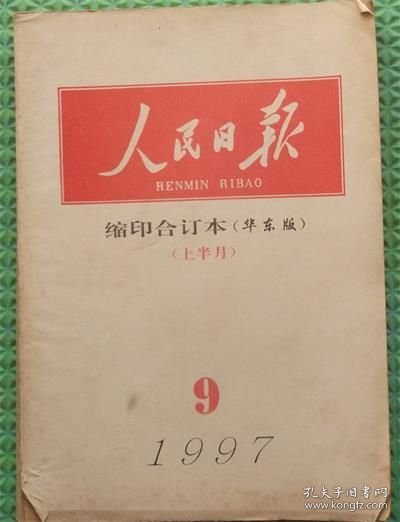 人民日报
RENMIN RIBAO
缩印合订本(华东版)
(上半月)
9
1997
孔夫子旧书网
www.kongfz.com